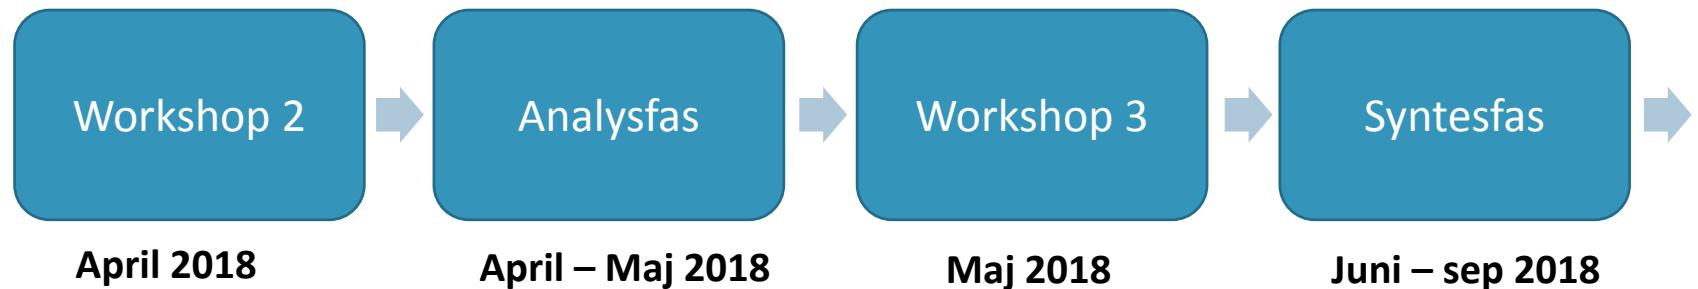 Workshop 2
Analysfas
Workshop 3
Syntesfas
April 2018
April – Maj 2018
Maj 2018
Juni – sep 2018